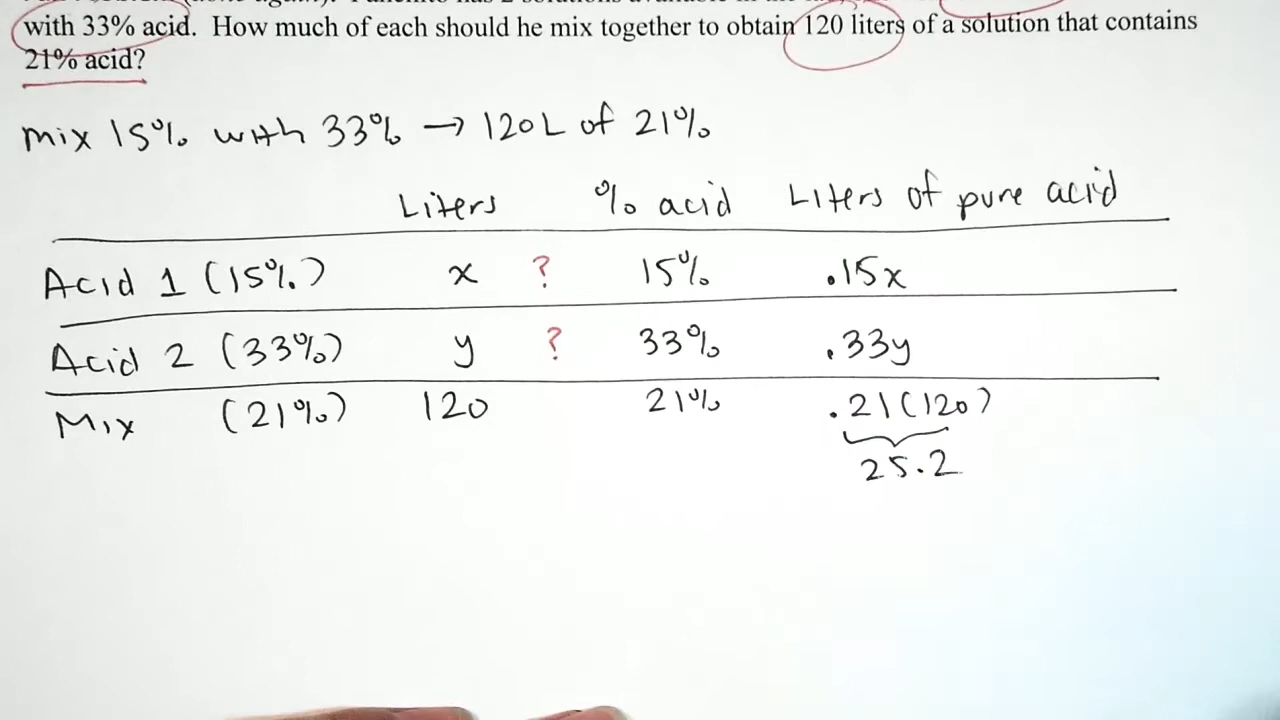 with 33% acid. How much of each should he mix together to obtain 120 liters of a solution that contains
21% acid?
Mix 15% with 33% → 120L of 21%
Liters % acid Liters of pure acid
Acid 1 (15%) x ? 15% .15x
Acid 2 (33%) y ? 33% .33y
Mix (21%) 120 21% .21(120)
25.2